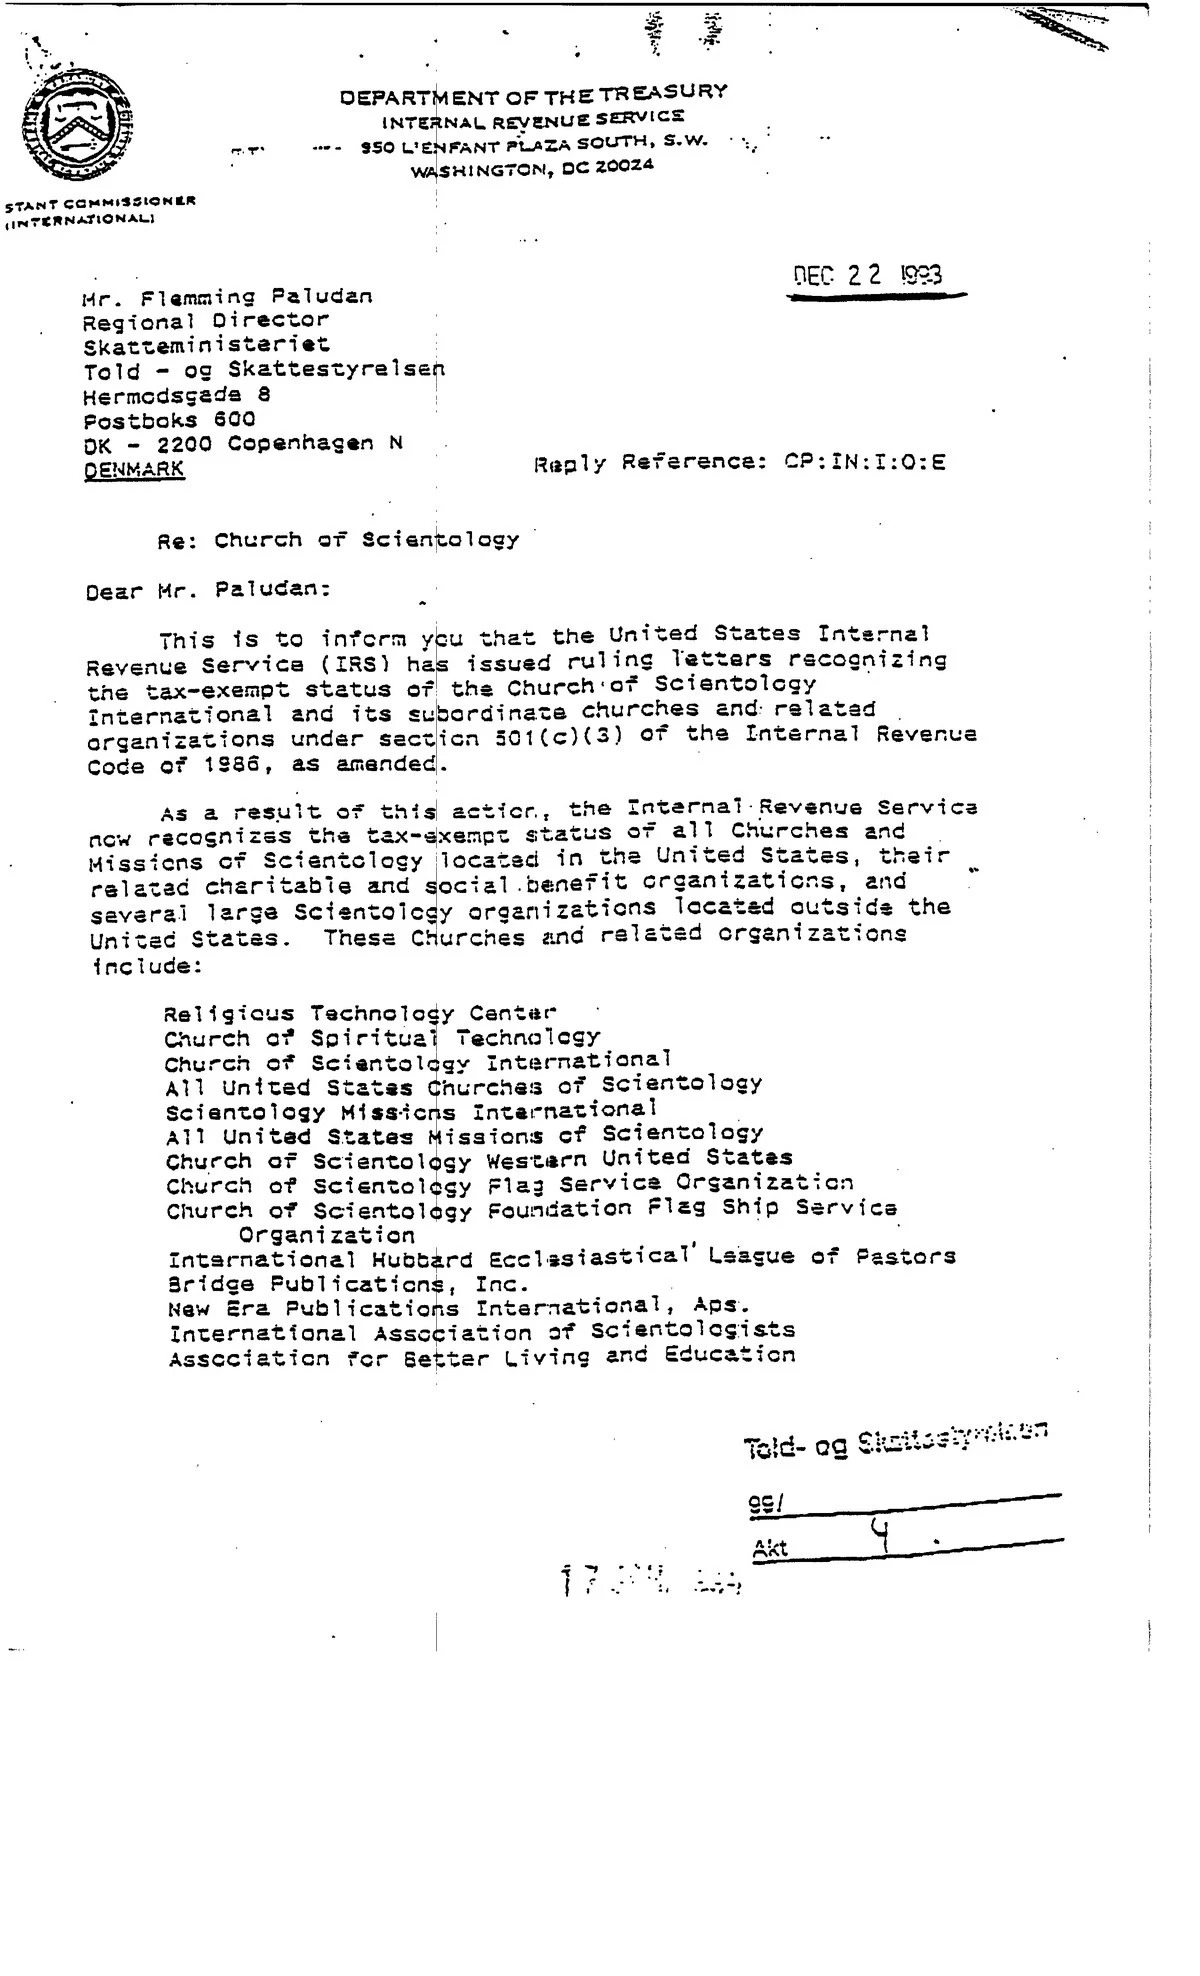 DEPARTMENT OF THE TREASURY
INTERNAL REVENUE SERVICE
950 L'ENFANT PLAZA SOUTH, S.W.
WASHINGTON, DC 20024
STANT COMMISSIONER
(INTERNATIONAL)
DEC 22 1993
Mr. Flemming Paludan
Regional Director
Skatteministeriet
Told - og Skattestyrelsen
Hermodsgade 8
Postboks 600
DK - 2200 Copenhagen N
DENMARK
Reply Reference: CP:IN:I:O:E
Re: Church of Scientology
Dear Mr. Paludan:
This is to inform you that the United States Internal
Revenue Service (IRS) has issued ruling letters recognizing
the tax-exempt status of the Church of Scientology
International and its subordinate churches and related
organizations under section 501(c)(3) of the Internal Revenue
Code of 1986, as amended.
As a result of this action, the Internal Revenue Service
now recognizes the tax-exempt status of all Churches and
Missions of Scientology located in the United States, their
related charitable and social benefit organizations, and
several large Scientology organizations located outside the
United States. These Churches and related organizations
include:
Religious Technology Center
Church of Spiritual Technology
Church of Scientology International
All United States Churches of Scientology
Scientology Missions International
All United States Missions of Scientology
Church of Scientology Western United States
Church of Scientology Flag Service Organization
Church of Scientology Foundation Flag Ship Service
Organization
International Hubbard Ecclesiastical League of Pastors
Bridge Publications, Inc.
New Era Publications International, Aps.
International Association of Scientologists
Association for Better Living and Education
Told- og Skattestyrelsen
99/
Akt 4
17